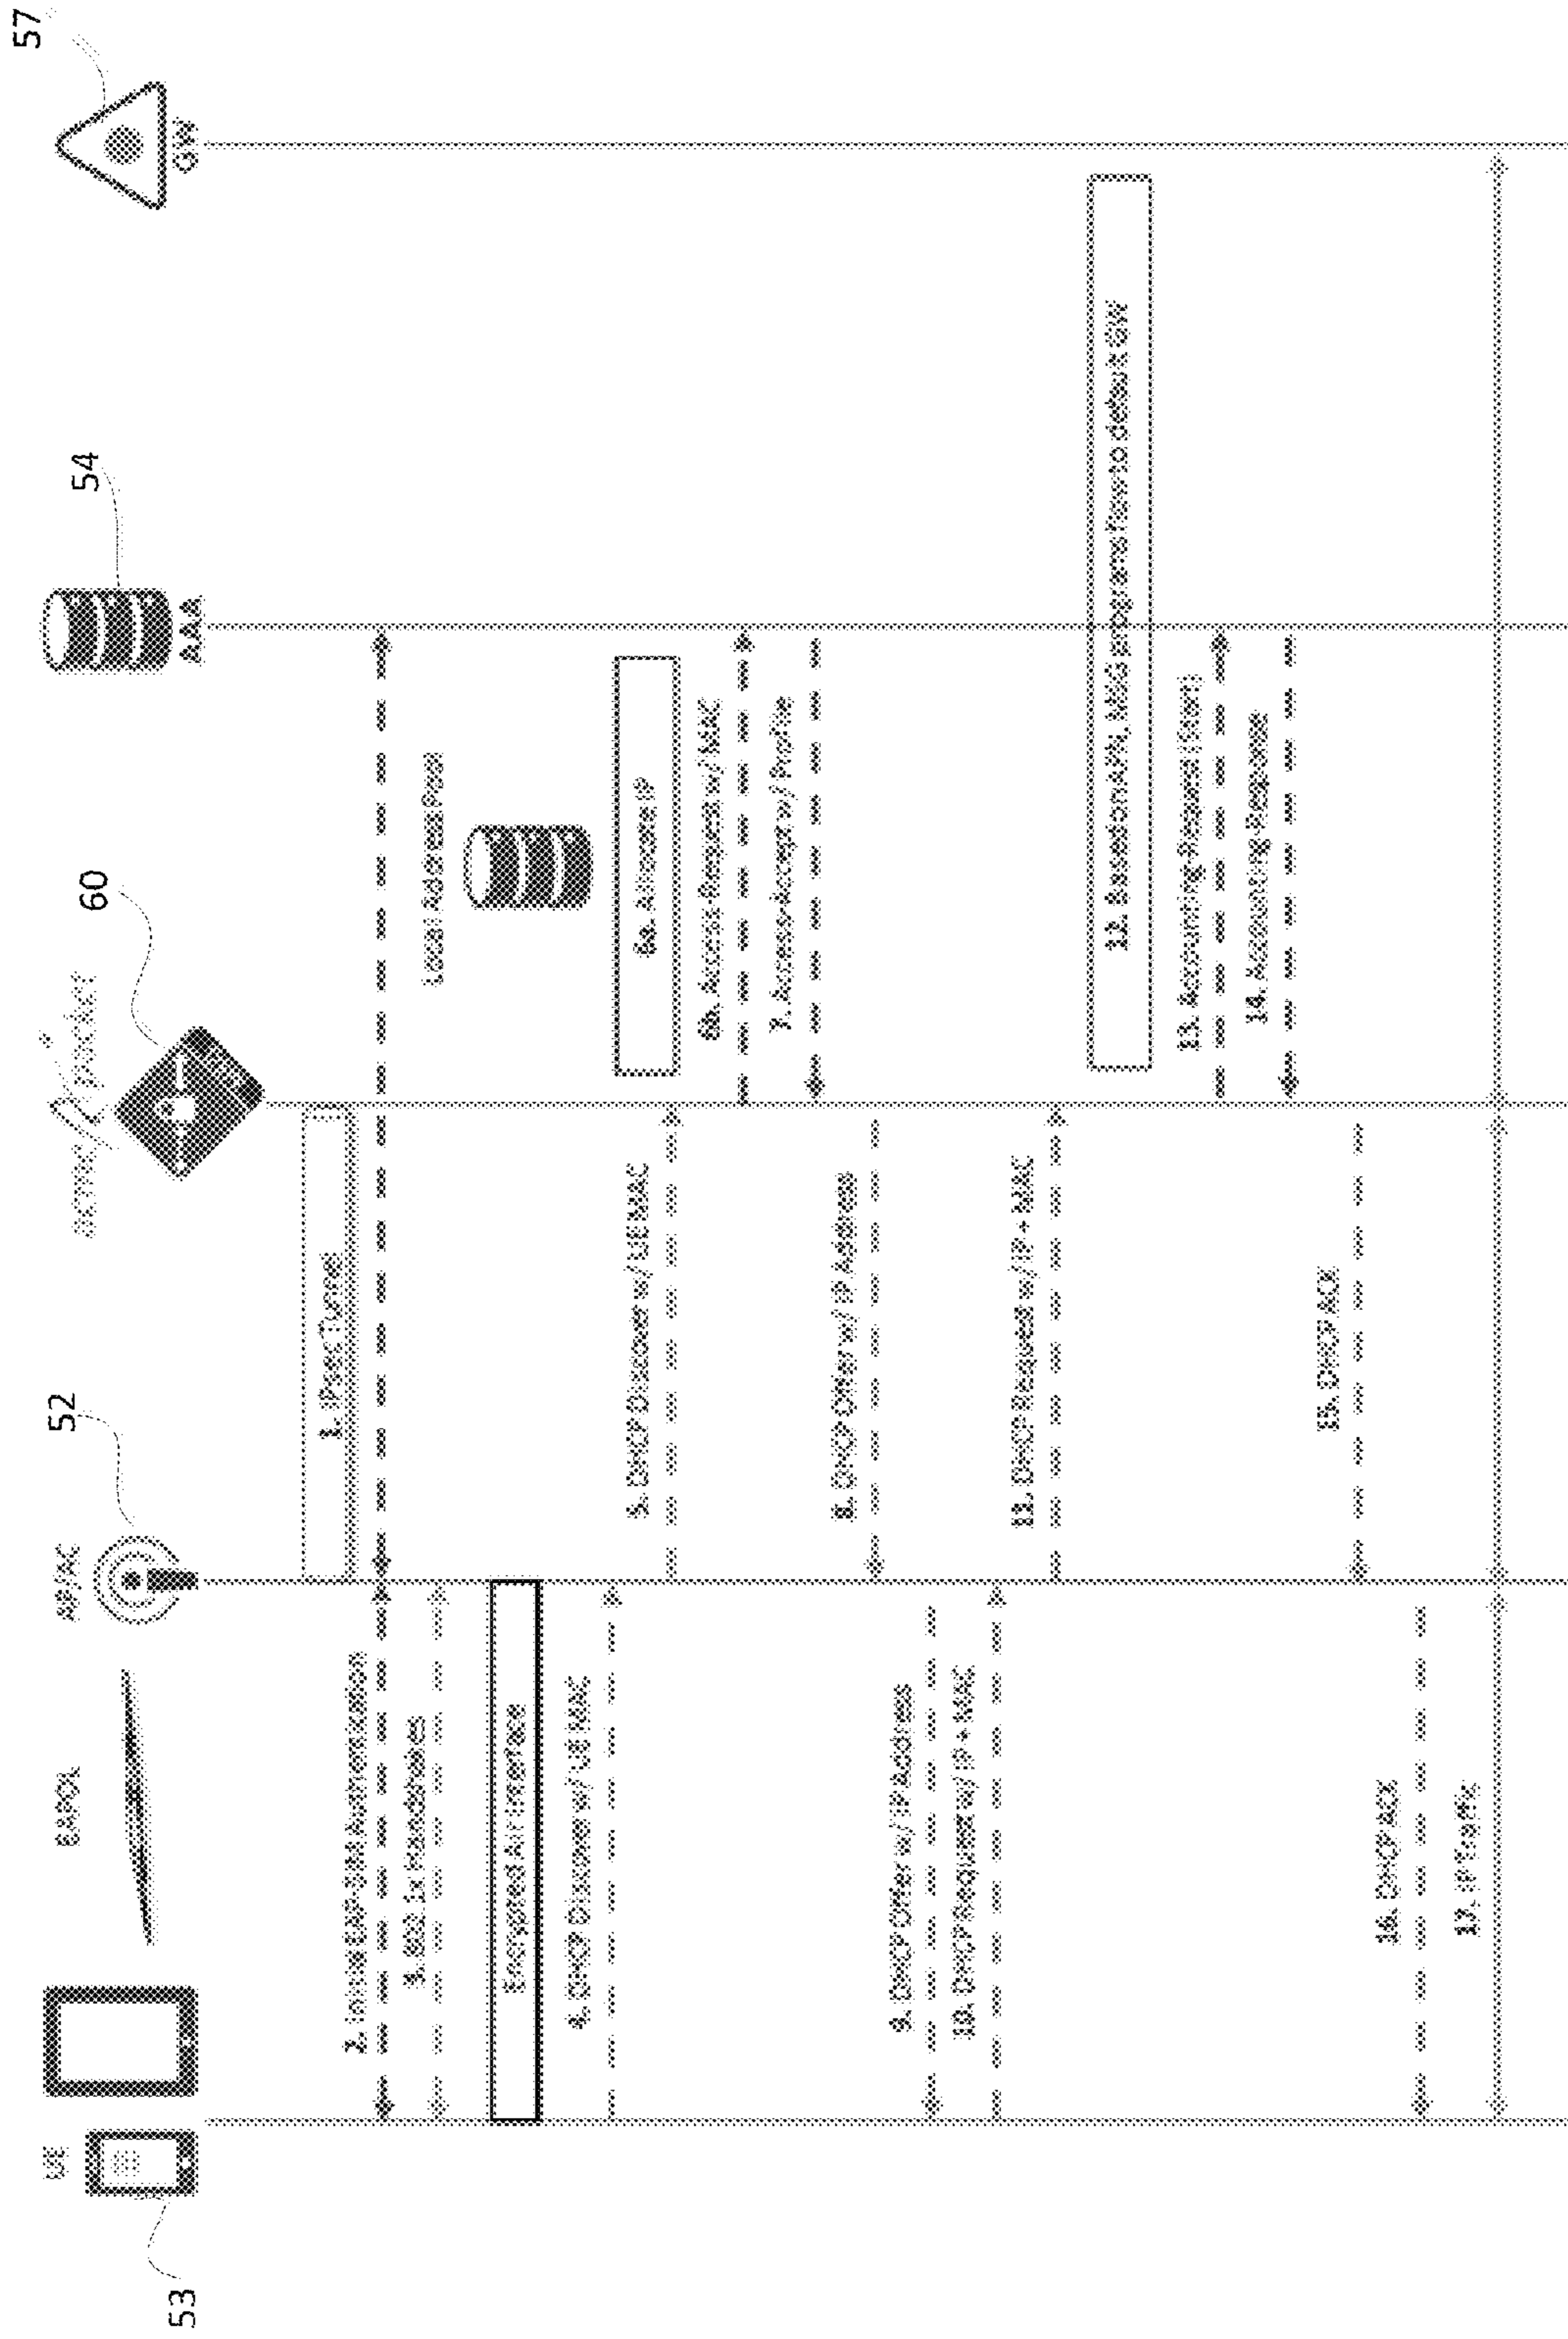 UE
EAPOL
AP/AC
acme packet
AAA
GW
53
52
60
54
57
1. IPsec Tunnel
2. Initial EAP-SIM Authentication
3. 802.1x Handshakes
Local Address Pool
Encrypted Air Interface
4. DHCP Discover w/ UE MAC
5. DHCP Discover w/ UE MAC
6a. Allocate IP
6b. Access-Request w/ MAC
7. Access-Accept w/ Profile
8. DHCP Offer w/ IP Address
9. DHCP Offer w/ IP Address
10. DHCP Request w/ IP + MAC
11. DHCP Request w/ IP + MAC
12. Based on APN, MSG programs flow to default GW
13. Accounting-Request (Start)
14. Accounting-Response
15. DHCP ACK
16. DHCP ACK
17. IP Traffic